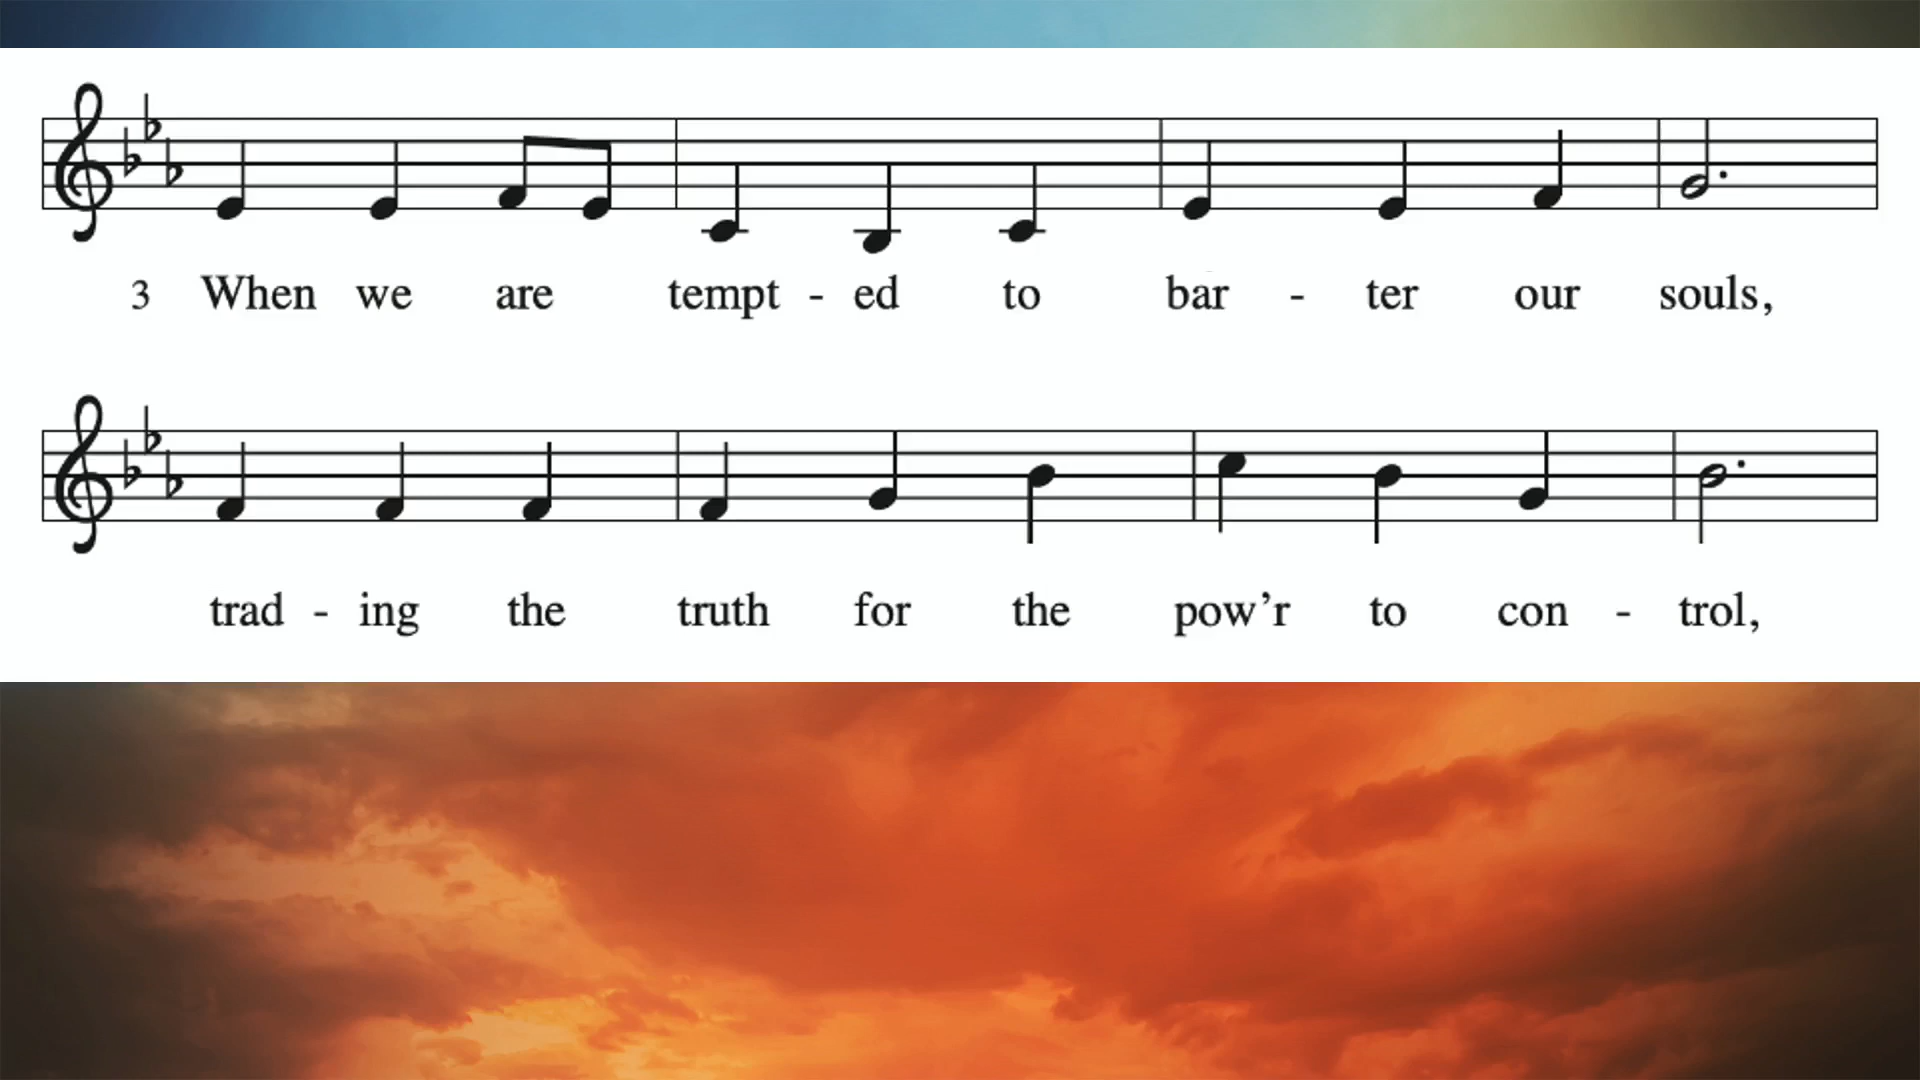 3 When we are tempt - ed to bar - ter our souls,
trad - ing the truth for the pow’r to con - trol,